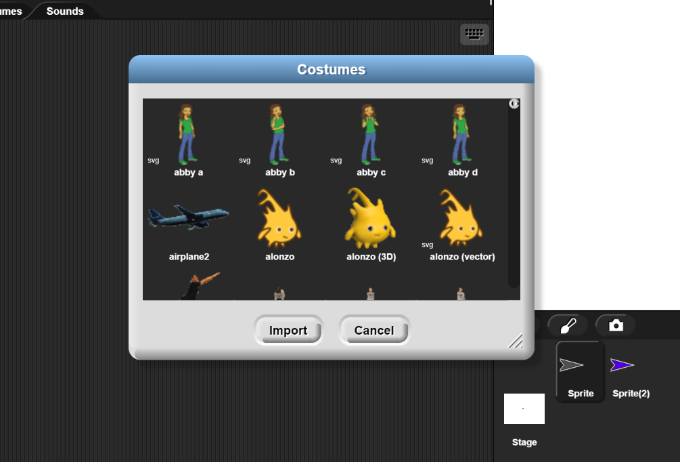 Sounds
Costumes
svg
svg
svg
svg
abby a
abby b
abby c
abby d
svg
airplane2
alonzo
alonzo (3D)
alonzo (vector)
Import
Cancel
Sprite
Sprite(2)
Stage